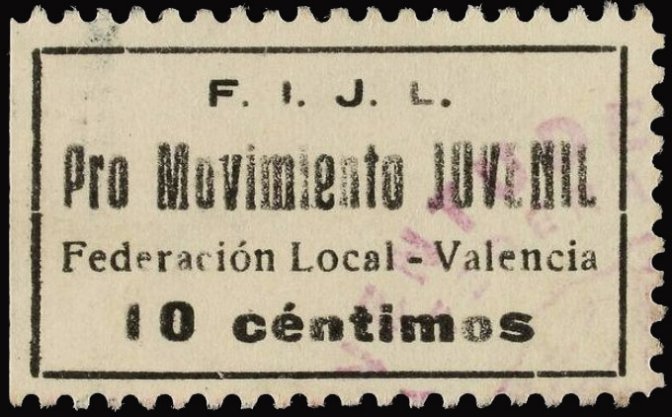 F. I. J. L.
Pro Movimiento JUVENIL
Federación Local - Valencia
10 céntimos